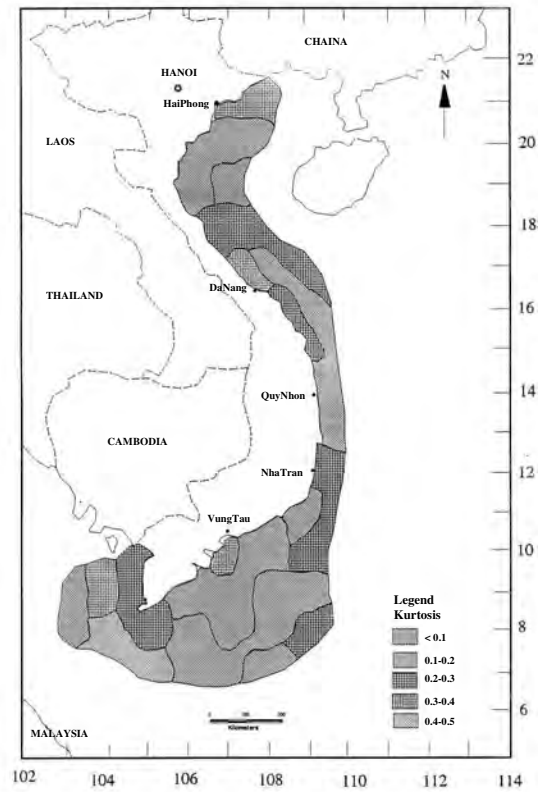 CHAINA
22
HANOI
N
HaiPhong
LAOS
20
18
THAILAND
DaNang
16
QuyNhon
14
CAMBODIA
NhaTran
12
VungTau
10
Legend
Kurtosis
< 0.1
8
0.1-0.2
0.2-0.3
0.3-0.4
6
0.4-0.5
Kilometers
MALAYSIA
4
102
104
106
108
110
112
114